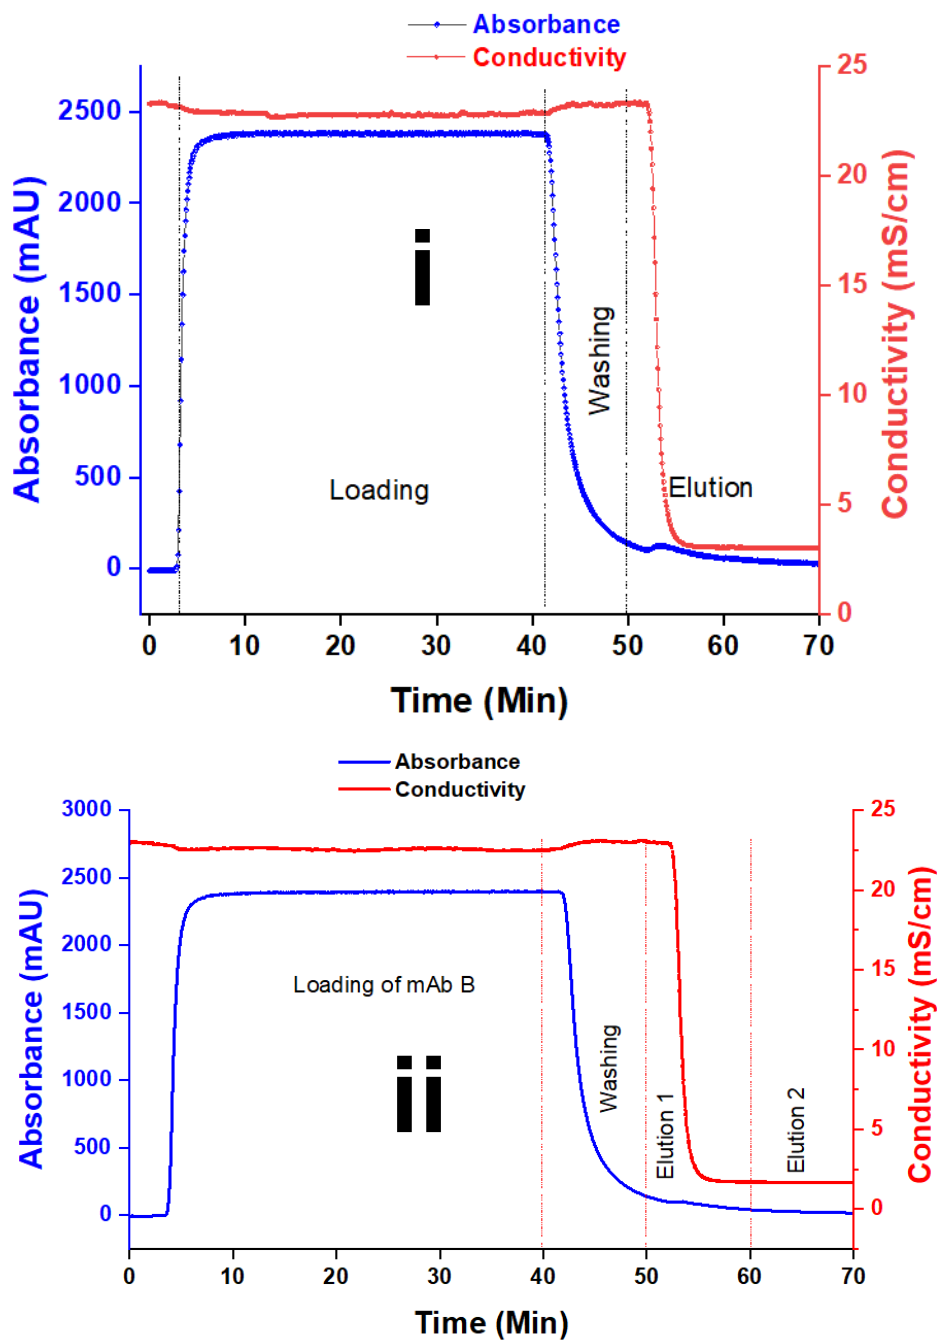 Absorbance
Conductivity
25
2500
20
2000
15
1500
10
1000
5
500
0
0
Absorbance (mAU)
Conductivity (mS/cm)
i
Loading
Washing
Elution
0 10 20 30 40 50 60 70
Time (Min)
Absorbance
Conductivity
3000
25
2500
20
2000
15
1500
10
1000
5
500
0
0
Absorbance (mAU)
Conductivity (mS/cm)
Loading of mAb B
ii
Washing
Elution 1
Elution 2
0 10 20 30 40 50 60 70
Time (Min)